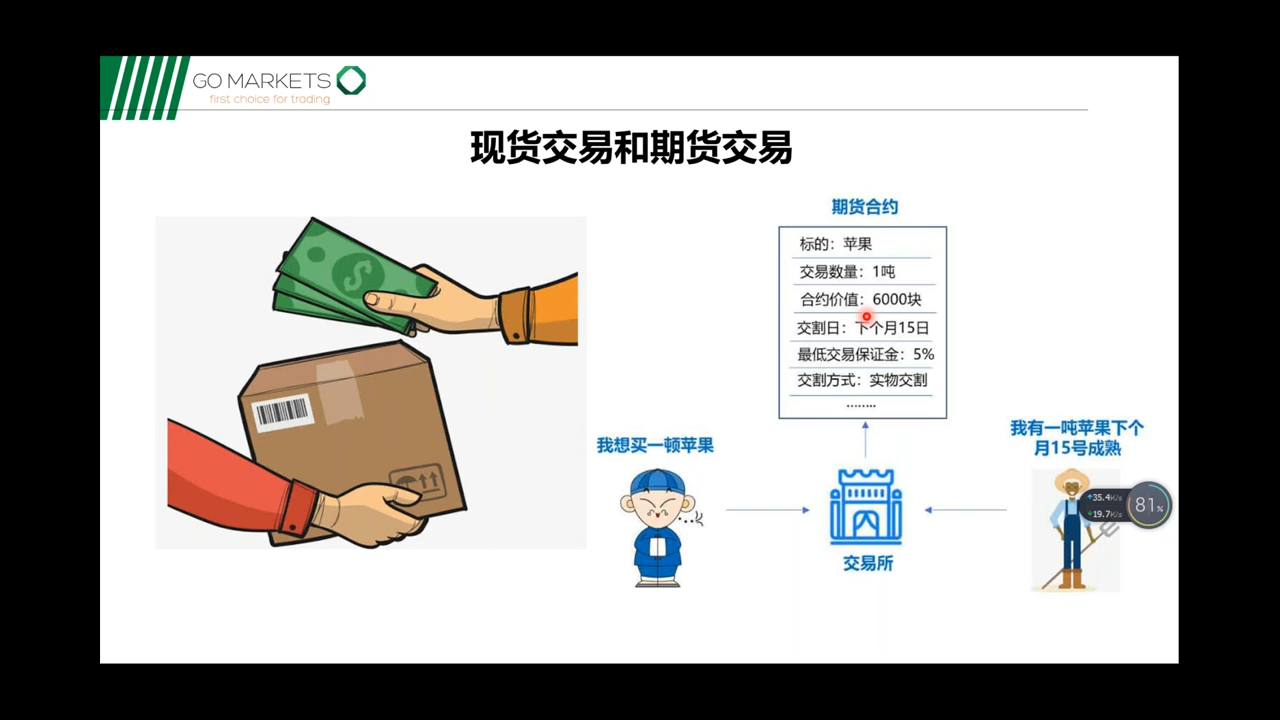 GO MARKETS
first choice for trading
现货交易和期货交易
期货合约
标的：苹果
交易数量：1吨
合约价值：6000块
交割日：下个月15日
最低交易保证金：5%
交割方式：实物交割
········
我想买一顿苹果
我有一吨苹果下个
月15号成熟
交易所
35.4K/s
19.7K/s
81%